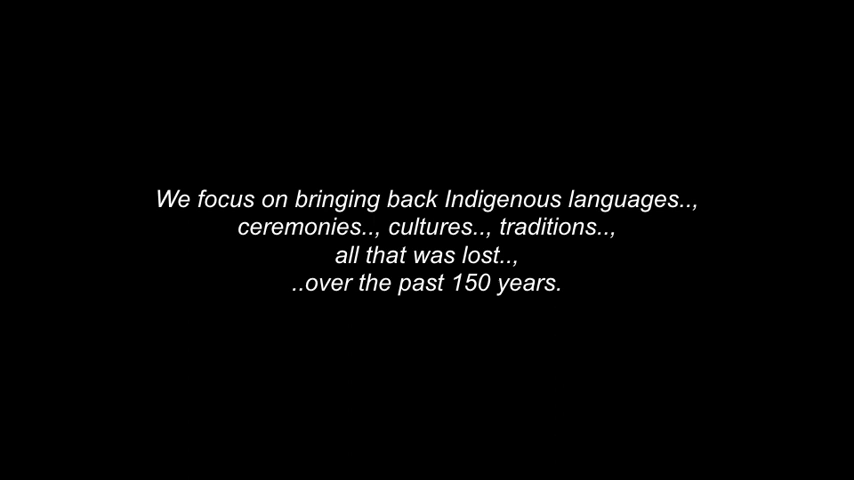 We focus on bringing back Indigenous languages..,
ceremonies.., cultures.., traditions..,
all that was lost..,
..over the past 150 years.